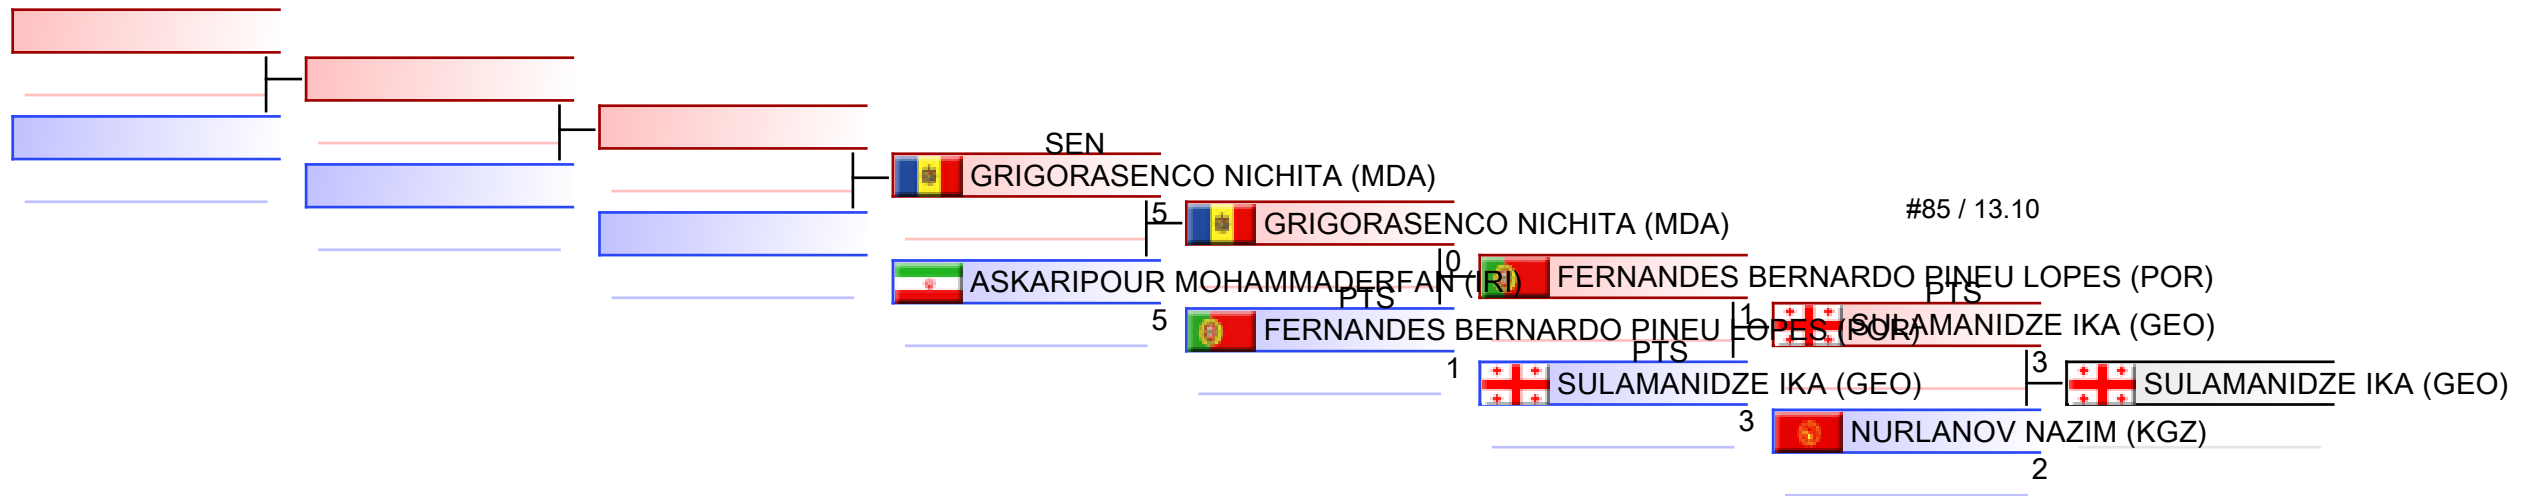 SEN
GRIGORASENCO NICHITA (MDA)
5
ASKARIPOUR MOHAMMADERFAN (IRI)
5
GRIGORASENCO NICHITA (MDA)
0
PTS
FERNANDES BERNARDO PINEU LOPES (POR)
1
FERNANDES BERNARDO PINEU LOPES (POR)
1
PTS
SULAMANIDZE IKA (GEO)
3
#85 / 13.10
PTS
SULAMANIDZE IKA (GEO)
3
NURLANOV NAZIM (KGZ)
2
SULAMANIDZE IKA (GEO)